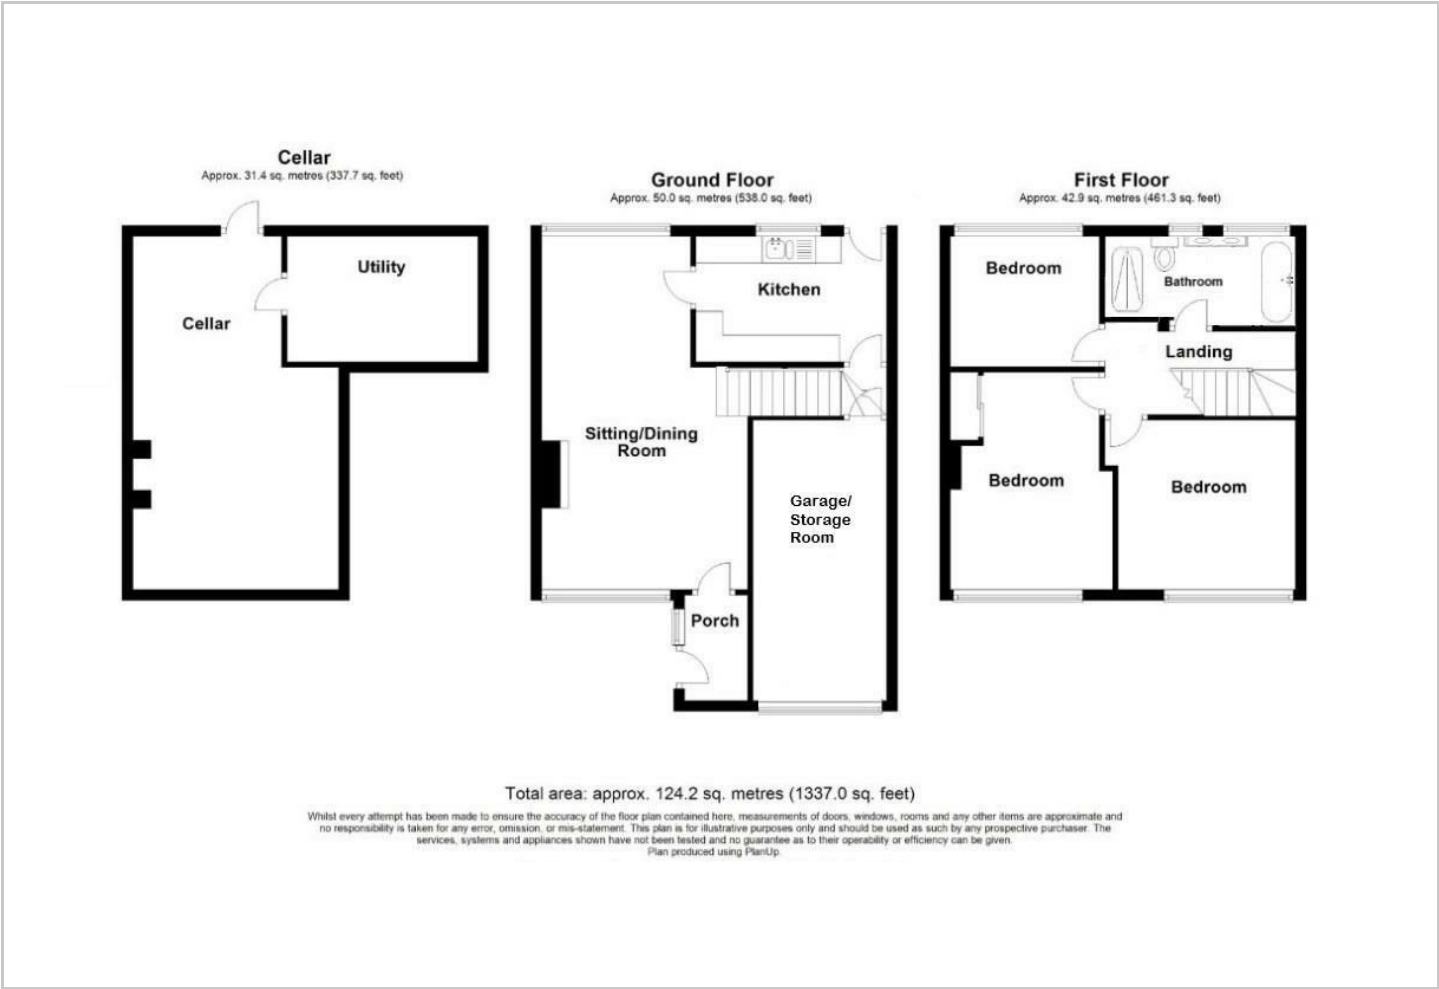 Cellar
Approx. 31.4 sq. metres (337.7 sq. feet)
Utility
Cellar
Ground Floor
Approx. 50.0 sq. metres (538.0 sq. feet)
Kitchen
Sitting/Dining
Room
Garage/
Storage
Room
Porch
First Floor
Approx. 42.9 sq. metres (461.3 sq. feet)
Bedroom
Bathroom
Landing
Bedroom
Bedroom
Total area: approx. 124.2 sq. metres (1337.0 sq. feet)
Whilst every attempt has been made to ensure the accuracy of the floor plan contained here, measurements of doors, windows, rooms and any other items are approximate and
no responsibility is taken for any error, omission, or mis-statement. This plan is for illustrative purposes only and should be used as such by any prospective purchaser. The
services, systems and appliances shown have not been tested and no guarantee as to their operability or efficiency can be given.
Plan produced using PlanUp.